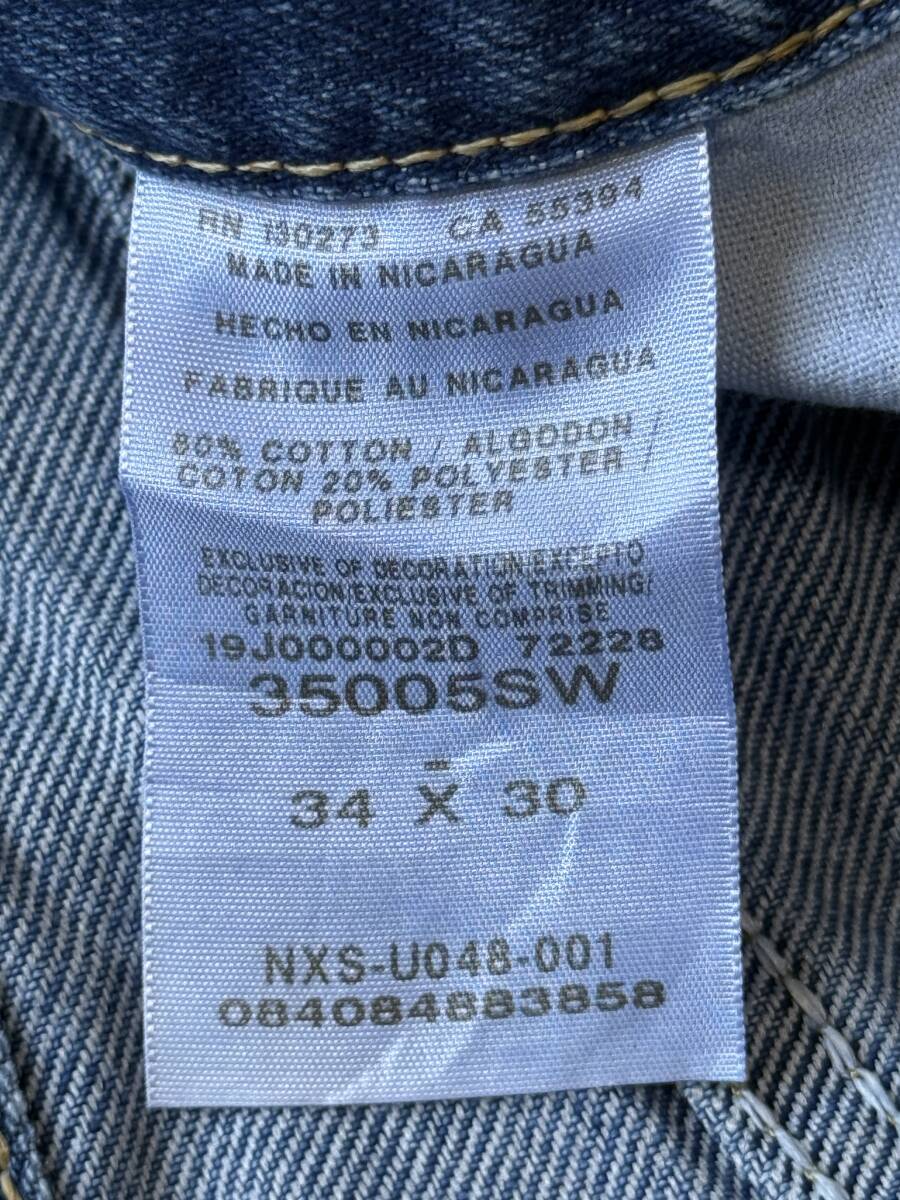 RN 130273 CA 55394
MADE IN NICARAGUA
HECHO EN NICARAGUA
FABRIQUE AU NICARAGUA
80% COTTON / ALGODON /
COTON 20% POLYESTER /
POLIESTER
EXCLUSIVE OF DECORATION/EXCEPTO
DECORACION/EXCLUSIVE OF TRIMMING/
GARNITURE NON COMPRISE
19J000002D 72228
35005SW
-
34 X 30
NXS-U048-001
084084883858